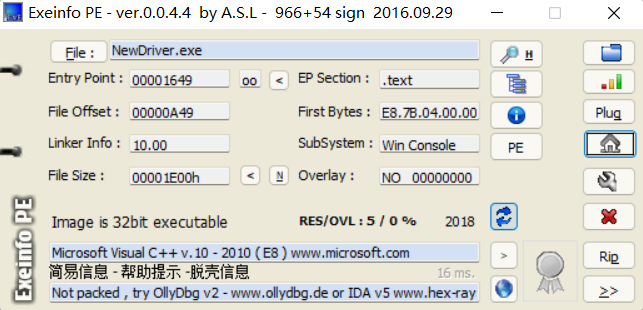 Exeinfo PE - ver.0.0.4.4 by A.S.L - 966+54 sign 2016.09.29
File : NewDriver.exe H
Entry Point : 00001649 oo < EP Section : .text
File Offset : 00000A49 First Bytes : E8.7B.04.00.00 Plug
Linker Info : 10.00 SubSystem : Win Console PE
File Size : 00001E00h < N Overlay : NO 00000000
Image is 32bit executable RES/OVL : 5 / 0 % 2018
Microsoft Visual C++ v.10 - 2010 ( E8 ) www.microsoft.com > Rip
简易信息 - 帮助提示 -脱壳信息 16 ms.
Not packed , try OllyDbg v2 - www.ollydbg.de or IDA v5 www.hex-ray >>
Exeinfo PE